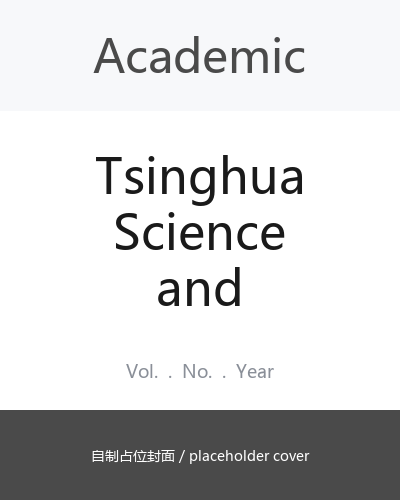 Academic
Tsinghua
Science
and
Vol. . No. . Year
自制占位封面 / placeholder cover